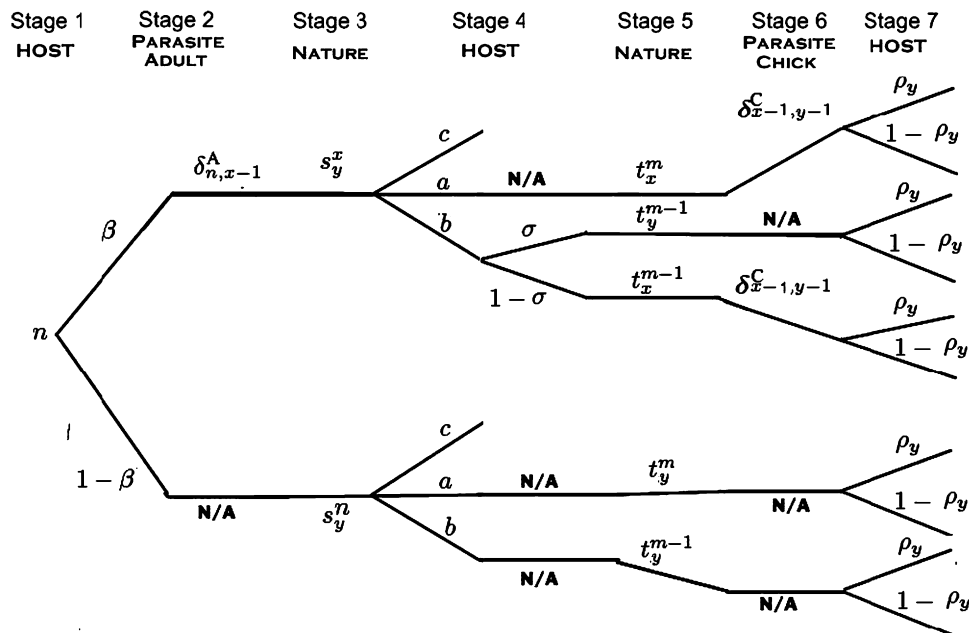 Stage 1 Stage 2 Stage 3 Stage 4 Stage 5 Stage 6 Stage 7
HOST PARASITE ADULT NATURE HOST NATURE PARASITE CHICK HOST
ρ_y
δ^C_{x−1,y−1}
c
1 − ρ_y
δ^A_{n,x−1} s^x_y
a N/A t^m_x
ρ_y
β
b σ t^{m−1}_y N/A
1 − ρ_y
1 − σ t^{m−1}_x δ^C_{x−1,y−1}
ρ_y
n
1 − ρ_y
c
ρ_y
1 − β
a N/A t^m_y
N/A s^n_y N/A 1 − ρ_y
b
t^{m−1}_y ρ_y
N/A N/A 1 − ρ_y